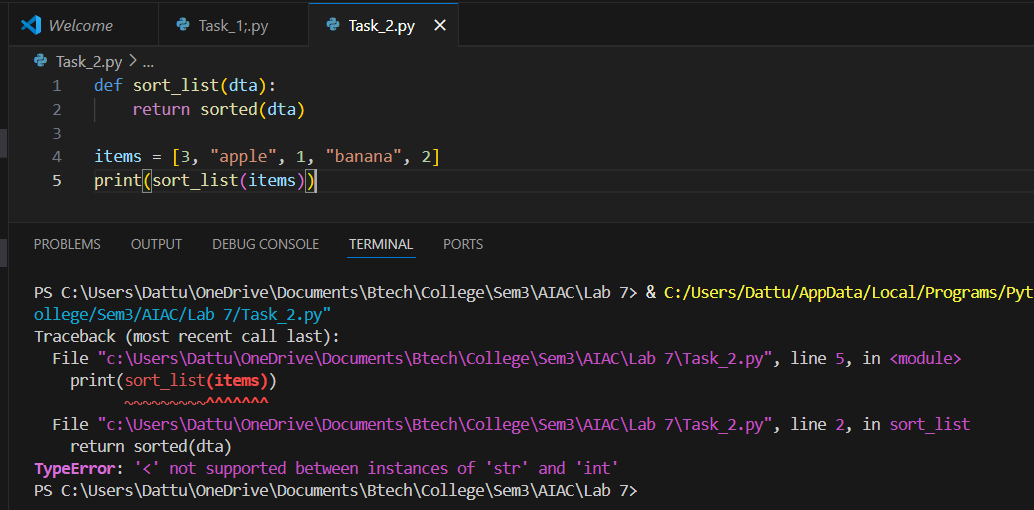 Welcome Task_1;.py Task_2.py
Task_2.py > ...
1 def sort_list(dta):
2     return sorted(dta)
3
4 items = [3, "apple", 1, "banana", 2]
5 print(sort_list(items))
PROBLEMS OUTPUT DEBUG CONSOLE TERMINAL PORTS
PS C:\Users\Dattu\OneDrive\Documents\Btech\College\Sem3\AIAC\Lab 7> & C:/Users/Dattu/AppData/Local/Programs/Pyt
ollege/Sem3/AIAC/Lab 7/Task_2.py"
Traceback (most recent call last):
  File "c:\Users\Dattu\OneDrive\Documents\Btech\College\Sem3\AIAC\Lab 7\Task_2.py", line 5, in <module>
    print(sort_list(items))
          ~~~~~~~~~^^^^^^^
  File "c:\Users\Dattu\OneDrive\Documents\Btech\College\Sem3\AIAC\Lab 7\Task_2.py", line 2, in sort_list
    return sorted(dta)
TypeError: '<' not supported between instances of 'str' and 'int'
PS C:\Users\Dattu\OneDrive\Documents\Btech\College\Sem3\AIAC\Lab 7>